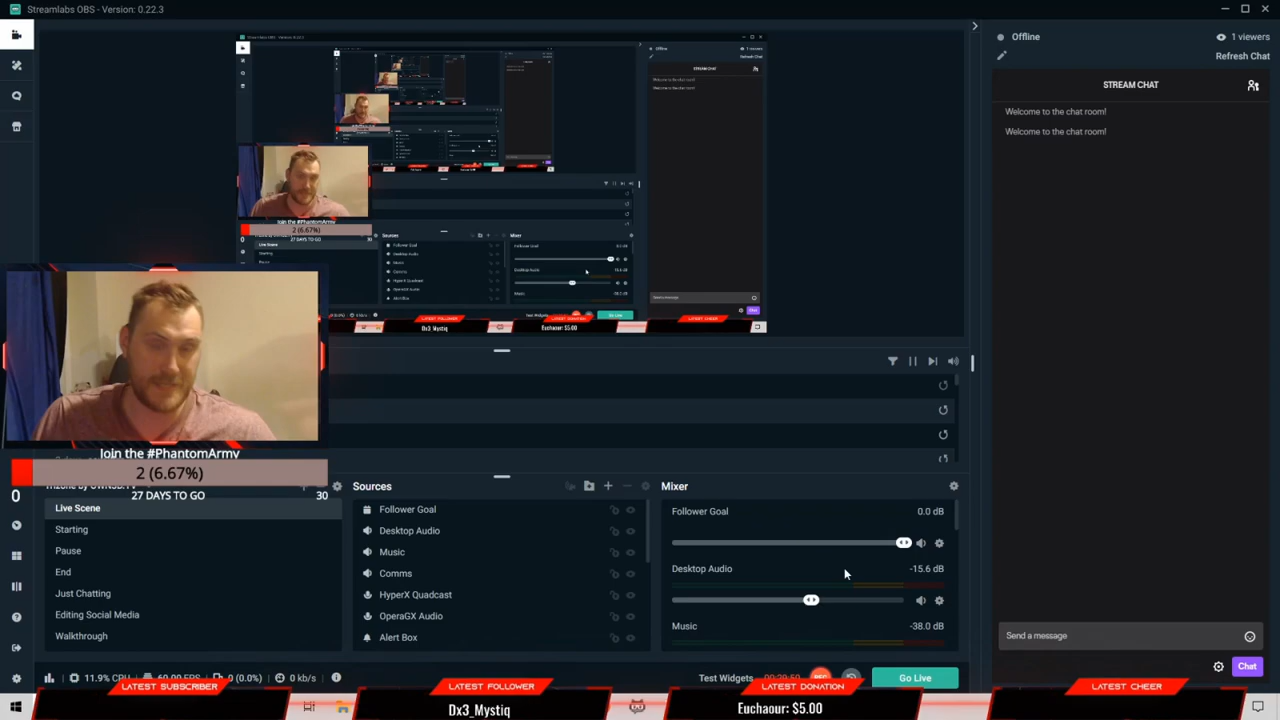 Streamlabs OBS - Version: 0.22.3
Offline
1 viewers
Refresh Chat
STREAM CHAT
Welcome to the chat room!
Welcome to the chat room!
Join the #PhantomArmy
2 (6.67%)
0
27 DAYS TO GO
30
Sources
Mixer
Live Scene
Starting
Pause
End
Just Chatting
Editing Social Media
Walkthrough
Follower Goal
Desktop Audio
Music
Comms
HyperX Quadcast
OperaGX Audio
Alert Box
Follower Goal
0.0 dB
Desktop Audio
-15.6 dB
Music
-38.0 dB
Send a message
Chat
11.9% CPU
60.00 FPS
0 (0.0%)
0 kb/s
Test Widgets
REC
Go Live
LATEST SUBSCRIBER
LATEST FOLLOWER
Dx3_Mystiq
LATEST DONATION
Euchaour: $5.00
LATEST CHEER